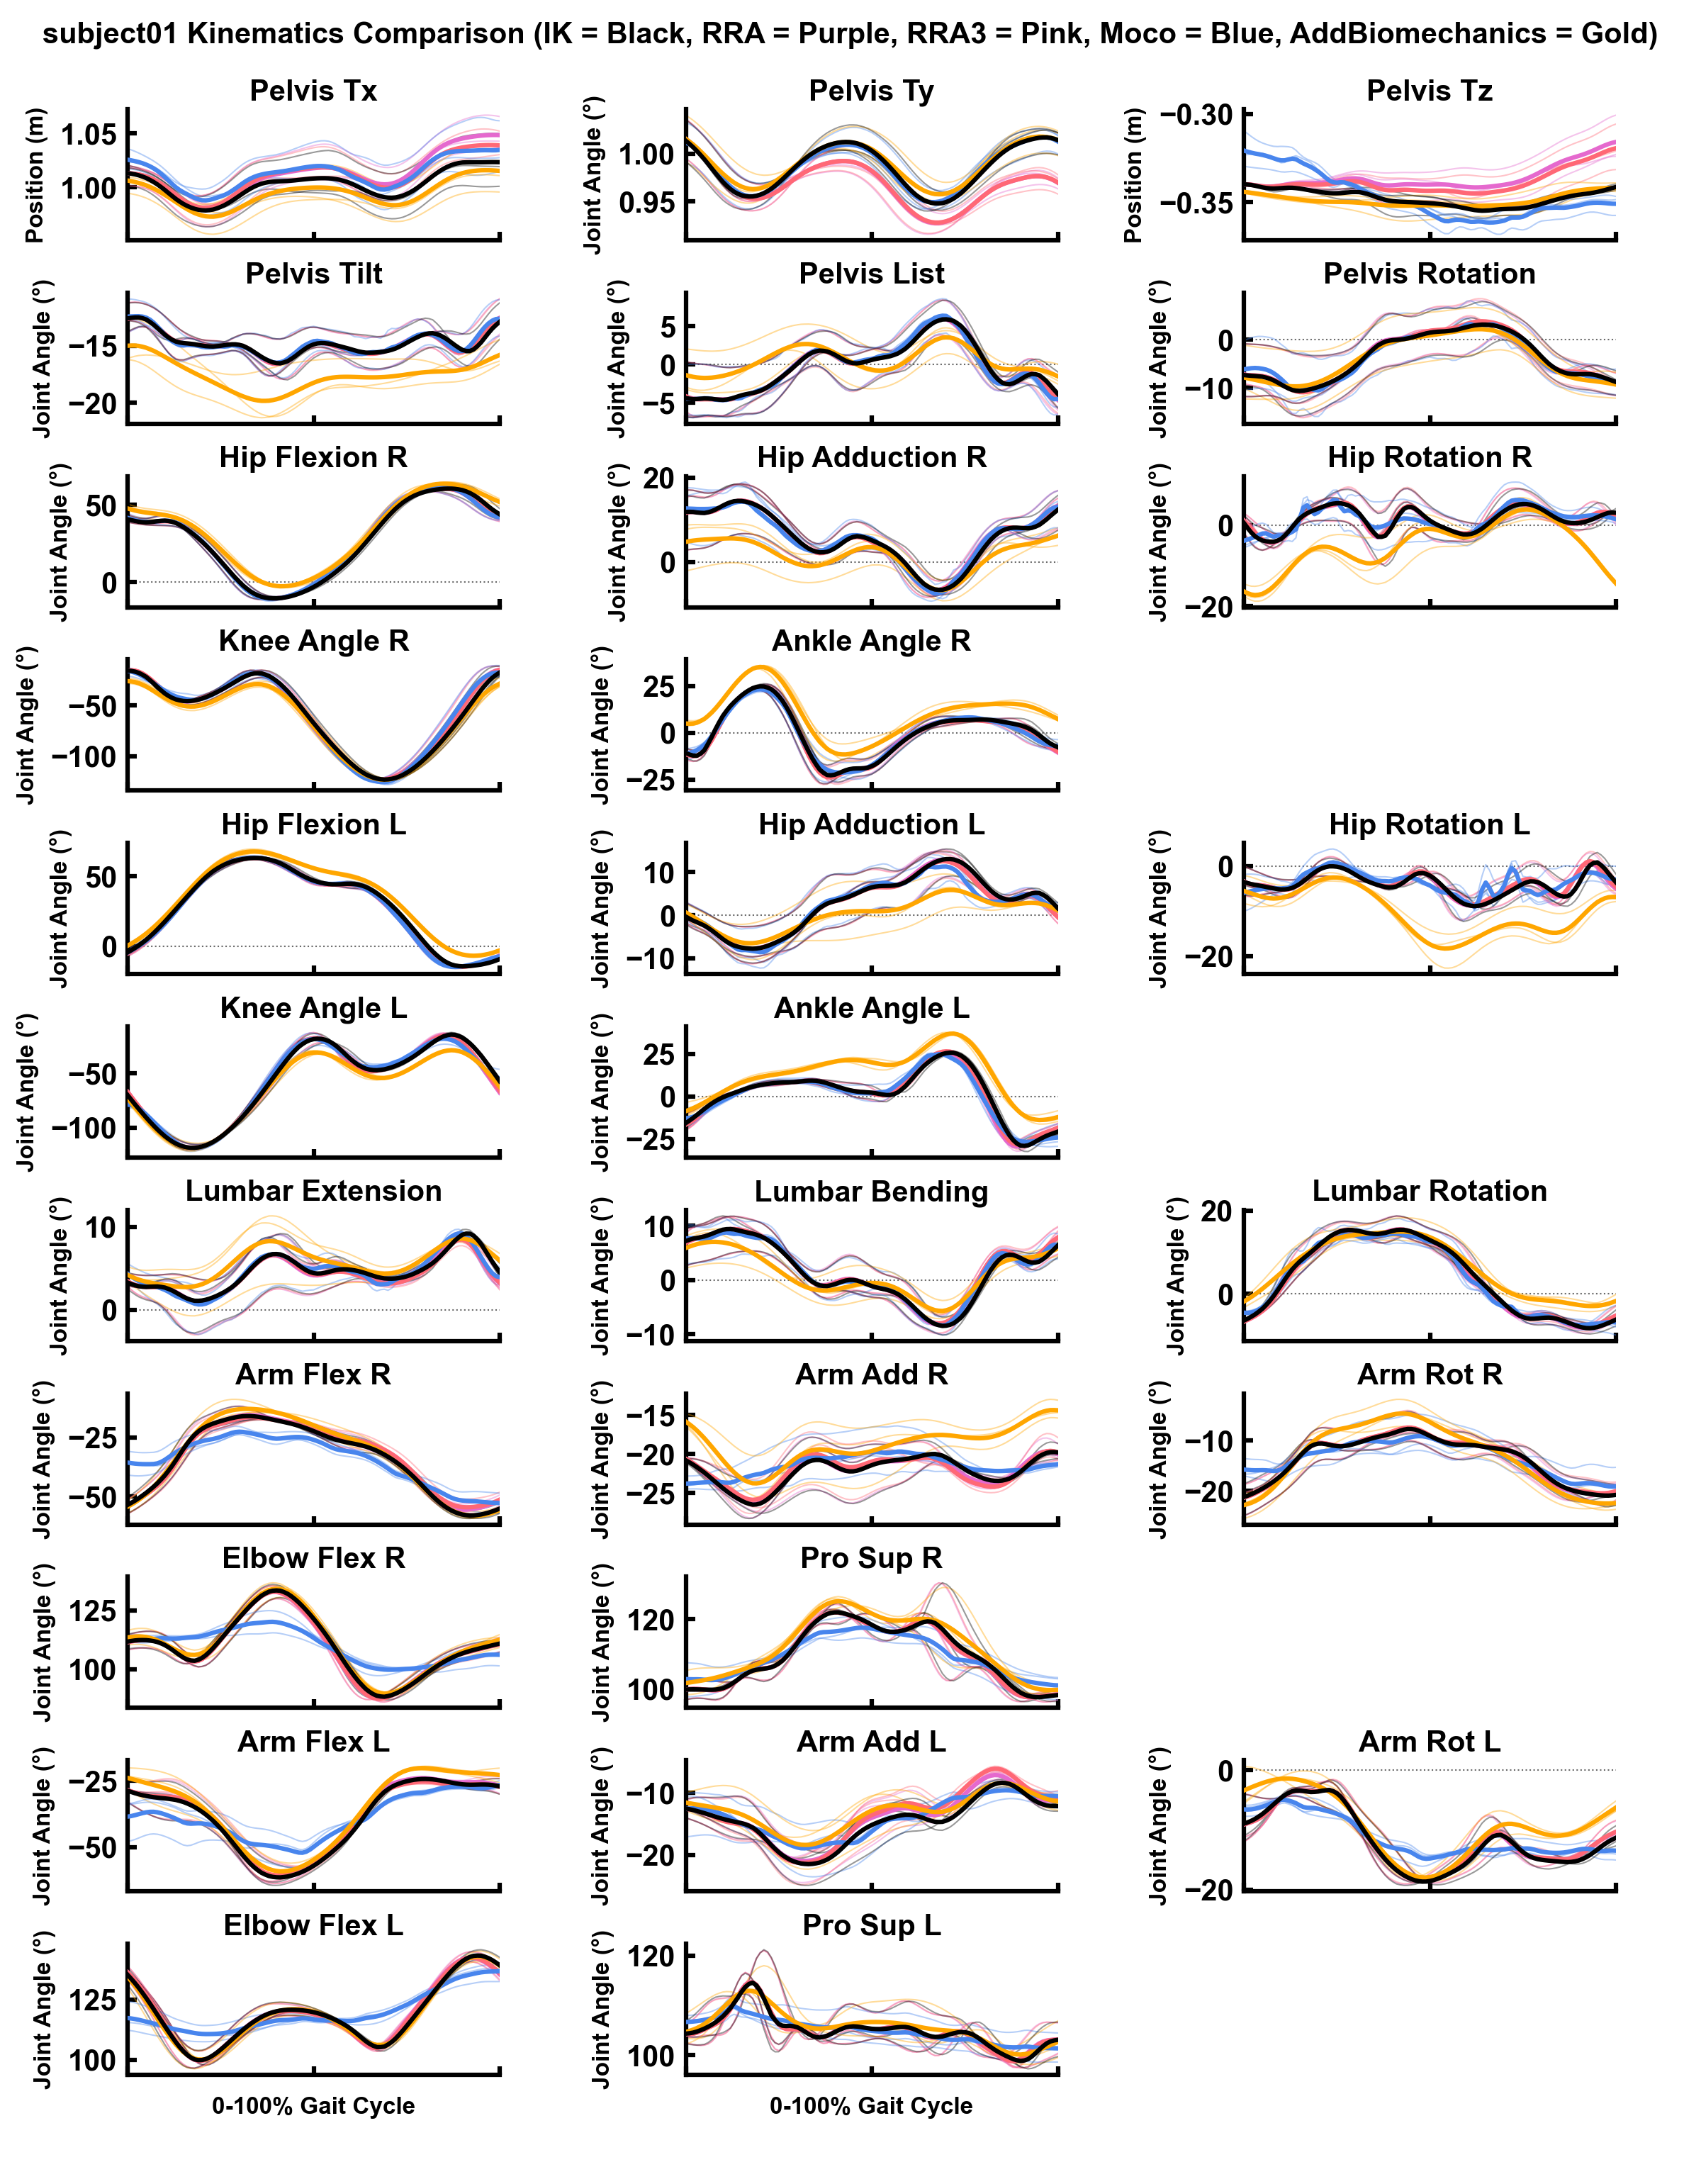 subject01 Kinematics Comparison (IK = Black, RRA = Purple, RRA3 = Pink, Moco = Blue, AddBiomechanics = Gold)
Pelvis Tx
Position (m)
1.05
1.00
Pelvis Ty
Joint Angle (°)
1.00
0.95
Pelvis Tz
Position (m)
−0.30
−0.35
Pelvis Tilt
Joint Angle (°)
−15
−20
Pelvis List
Joint Angle (°)
5
0
−5
Pelvis Rotation
Joint Angle (°)
0
−10
Hip Flexion R
Joint Angle (°)
50
0
Hip Adduction R
Joint Angle (°)
20
0
Hip Rotation R
Joint Angle (°)
0
−20
Knee Angle R
Joint Angle (°)
−50
−100
Ankle Angle R
Joint Angle (°)
25
0
−25
Hip Flexion L
Joint Angle (°)
50
0
Hip Adduction L
Joint Angle (°)
10
0
−10
Hip Rotation L
Joint Angle (°)
0
−20
Knee Angle L
Joint Angle (°)
−50
−100
Ankle Angle L
Joint Angle (°)
25
0
−25
Lumbar Extension
Joint Angle (°)
10
0
Lumbar Bending
Joint Angle (°)
10
0
−10
Lumbar Rotation
Joint Angle (°)
20
0
Arm Flex R
Joint Angle (°)
−25
−50
Arm Add R
Joint Angle (°)
−15
−20
−25
Arm Rot R
Joint Angle (°)
−10
−20
Elbow Flex R
Joint Angle (°)
125
100
Pro Sup R
Joint Angle (°)
120
100
Arm Flex L
Joint Angle (°)
−25
−50
Arm Add L
Joint Angle (°)
−10
−20
Arm Rot L
Joint Angle (°)
0
−20
Elbow Flex L
Joint Angle (°)
125
100
0-100% Gait Cycle
Pro Sup L
Joint Angle (°)
120
100
0-100% Gait Cycle